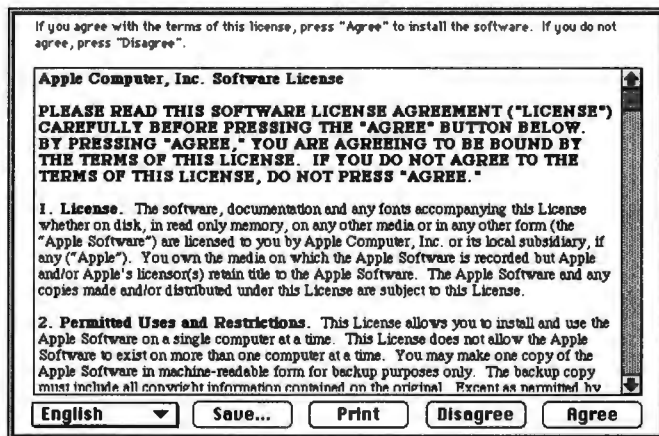 If you agree with the terms of this license, press "Agree" to install the software.  If you do not
agree, press "Disagree".
Apple Computer, Inc. Software License
PLEASE READ THIS SOFTWARE LICENSE AGREEMENT ("LICENSE")
CAREFULLY BEFORE PRESSING THE "AGREE" BUTTON BELOW.
BY PRESSING "AGREE," YOU ARE AGREEING TO BE BOUND BY
THE TERMS OF THIS LICENSE.  IF YOU DO NOT AGREE TO THE
TERMS OF THIS LICENSE, DO NOT PRESS "AGREE."
1. License.  The software, documentation and any fonts accompanying this License
whether on disk, in read only memory, on any other media or in any other form (the
"Apple Software") are licensed to you by Apple Computer, Inc. or its local subsidiary, if
any ("Apple").  You own the media on which the Apple Software is recorded but Apple
and/or Apple's licensor(s) retain title to the Apple Software.  The Apple Software and any
copies made and/or distributed under this License are subject to this License.
2. Permitted Uses and Restrictions.  This License allows you to install and use the
Apple Software on a single computer at a time.  This License does not allow the Apple
Software to exist on more than one computer at a time.  You may make one copy of the
Apple Software in machine-readable form for backup purposes only.  The backup copy
must include all copyright information contained on the original.  Except as permitted by
English Save... Print Disagree Agree